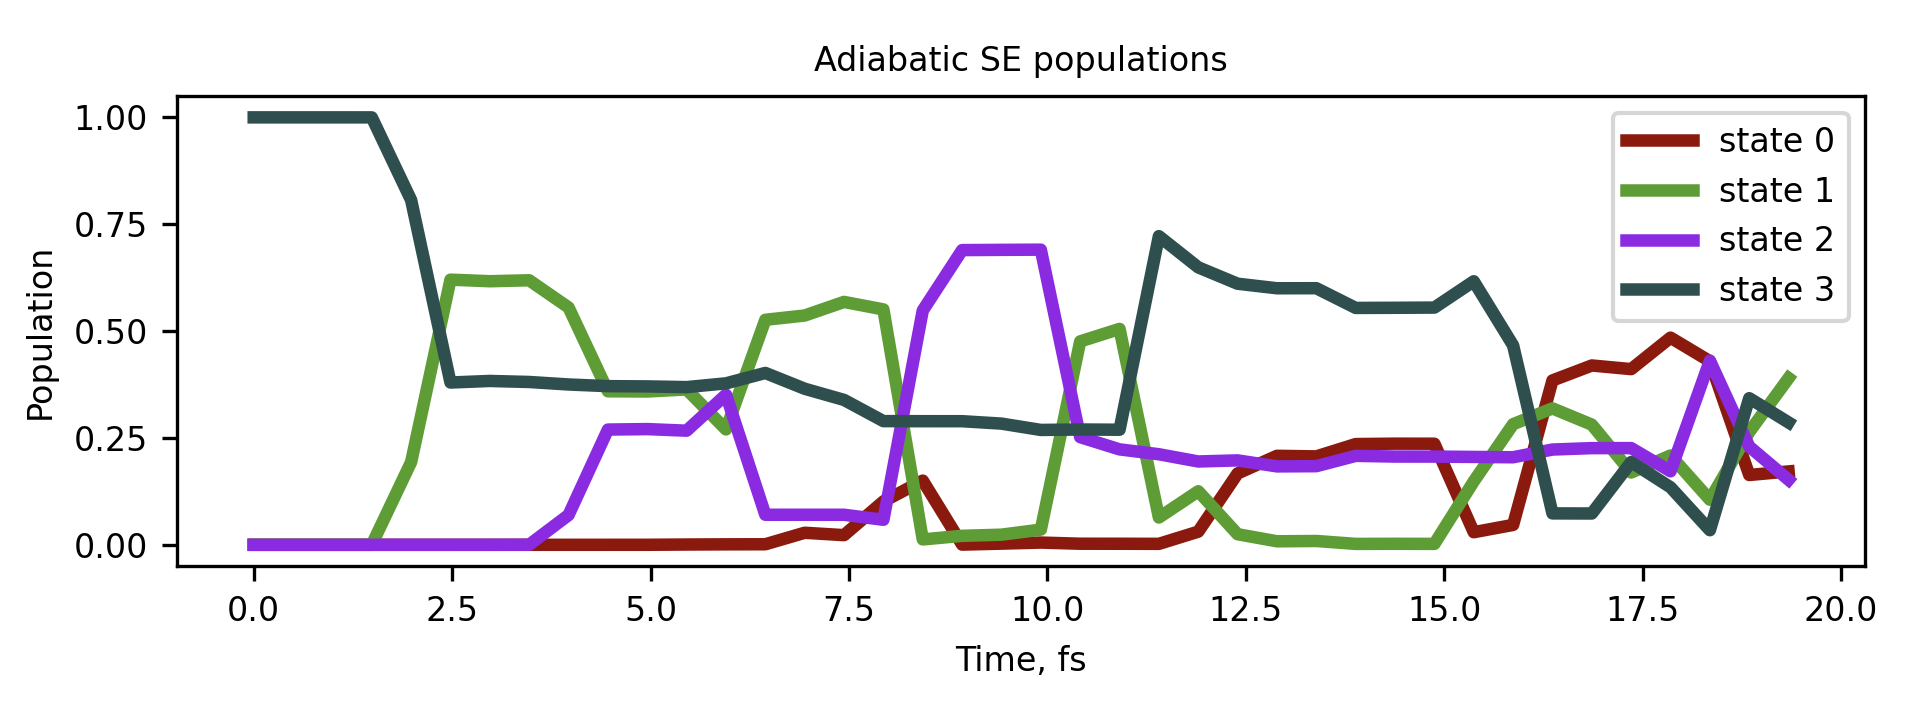 Adiabatic SE populations
Population
1.00
0.75
0.50
0.25
0.00
state 0
state 1
state 2
state 3
0.0 2.5 5.0 7.5 10.0 12.5 15.0 17.5 20.0
Time, fs